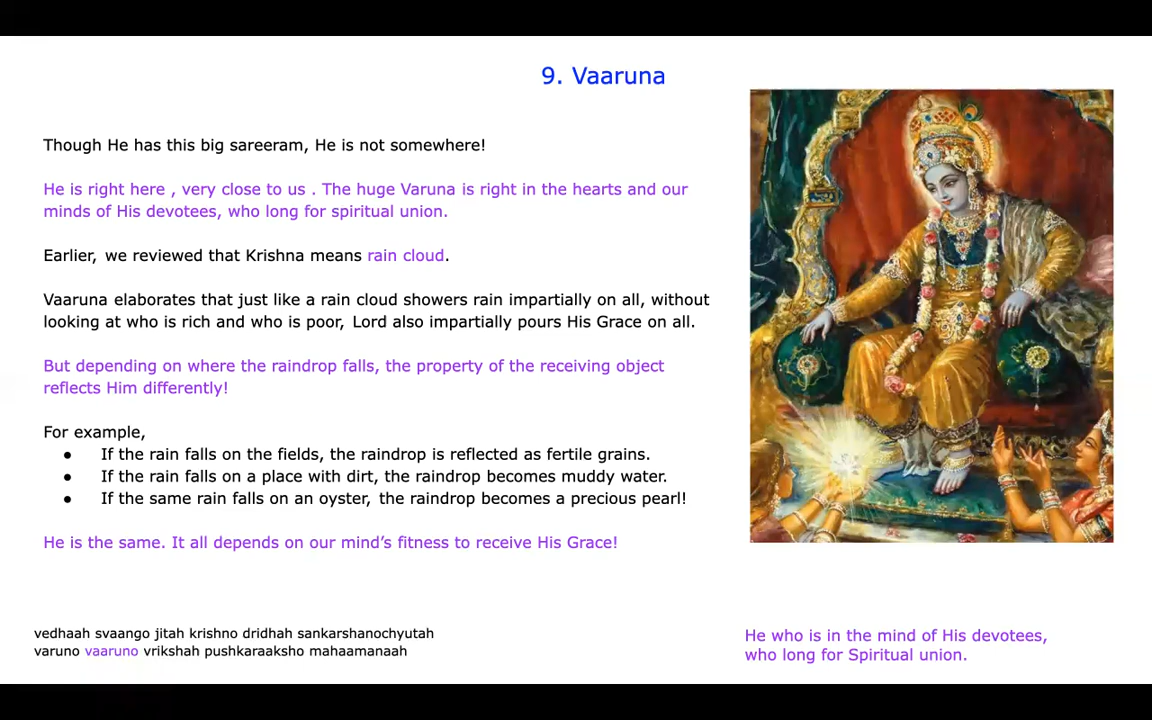 9. Vaaruna
Though He has this big sareeram, He is not somewhere!
He is right here , very close to us . The huge Varuna is right in the hearts and our
minds of His devotees, who long for spiritual union.
Earlier, we reviewed that Krishna means rain cloud.
Vaaruna elaborates that just like a rain cloud showers rain impartially on all, without
looking at who is rich and who is poor, Lord also impartially pours His Grace on all.
But depending on where the raindrop falls, the property of the receiving object
reflects Him differently!
For example,
● If the rain falls on the fields, the raindrop is reflected as fertile grains.
● If the rain falls on a place with dirt, the raindrop becomes muddy water.
● If the same rain falls on an oyster, the raindrop becomes a precious pearl!
He is the same. It all depends on our mind’s fitness to receive His Grace!
vedhaah svaango jitah krishno dridhah sankarshanochyutah
varuno vaaruno vrikshah pushkaraaksho mahaamanaah
He who is in the mind of His devotees,
who long for Spiritual union.